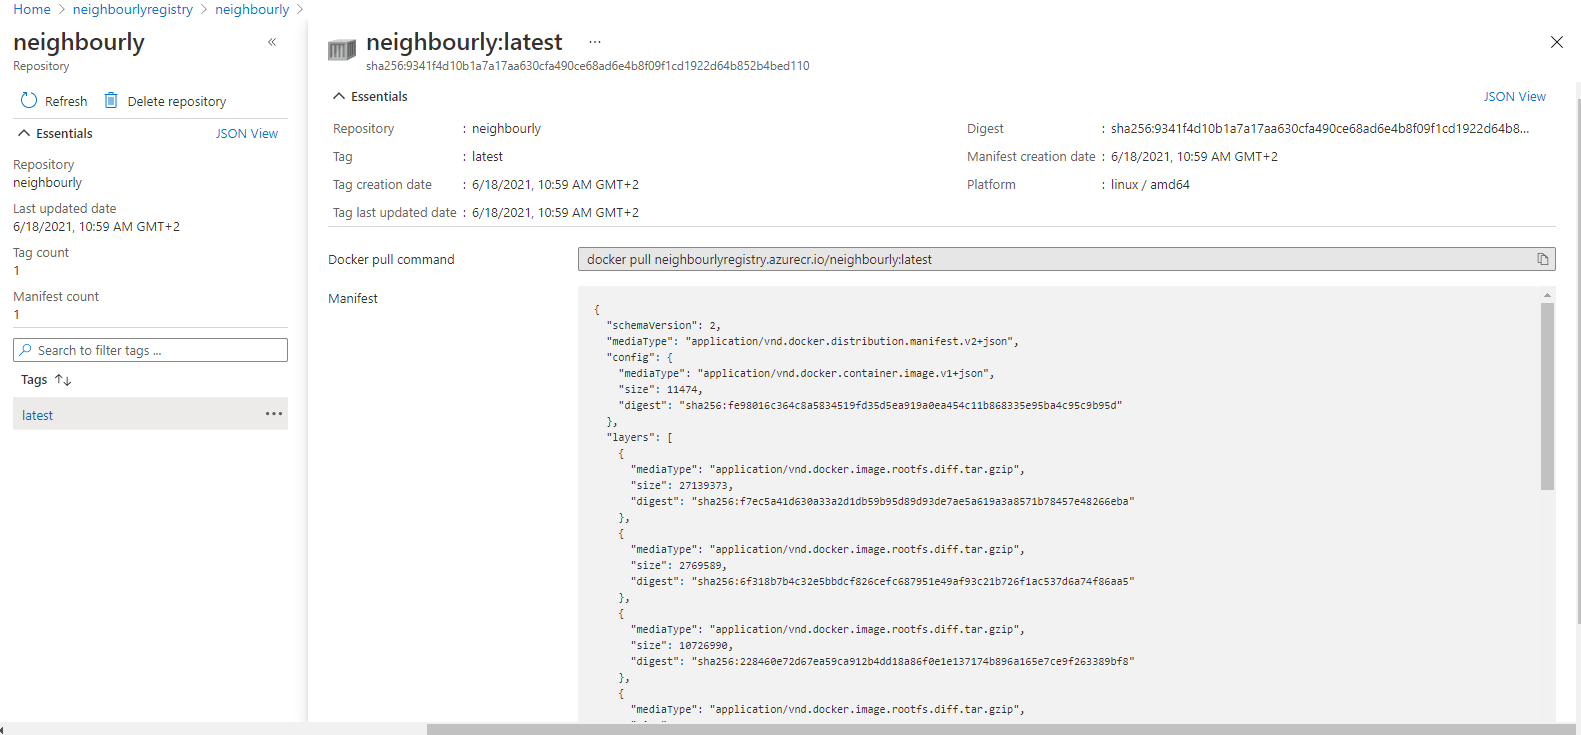 Home > neighbourlyregistry > neighbourly >
neighbourly
Repository
Refresh Delete repository
Essentials JSON View
Repository
neighbourly
Last updated date
6/18/2021, 10:59 AM GMT+2
Tag count
1
Manifest count
1
Search to filter tags ...
Tags
latest
neighbourly:latest ...
sha256:9341f4d10b1a7a17aa630cfa490ce68ad6e4b8f09f1cd1922d64b852b4bed110
Essentials JSON View
Repository : neighbourly
Tag : latest
Tag creation date : 6/18/2021, 10:59 AM GMT+2
Tag last updated date : 6/18/2021, 10:59 AM GMT+2
Digest : sha256:9341f4d10b1a7a17aa630cfa490ce68ad6e4b8f09f1cd1922d64b8...
Manifest creation date : 6/18/2021, 10:59 AM GMT+2
Platform : linux / amd64
Docker pull command docker pull neighbourlyregistry.azurecr.io/neighbourly:latest
Manifest
{
"schemaVersion": 2,
"mediaType": "application/vnd.docker.distribution.manifest.v2+json",
"config": {
"mediaType": "application/vnd.docker.container.image.v1+json",
"size": 11474,
"digest": "sha256:fe98016c364c8a5834519fd35d5ea919a0ea454c11b868335e95ba4c95c9b95d"
},
"layers": [
{
"mediaType": "application/vnd.docker.image.rootfs.diff.tar.gzip",
"size": 27139373,
"digest": "sha256:f7ec5a41d630a33a2d1db59b95d89d93de7ae5a619a3a8571b78457e48266eba"
},
{
"mediaType": "application/vnd.docker.image.rootfs.diff.tar.gzip",
"size": 2769589,
"digest": "sha256:6f318b7b4c32e5bbdcf826cefc687951e49af93c21b726f1ac537d6a74f86aa5"
},
{
"mediaType": "application/vnd.docker.image.rootfs.diff.tar.gzip",
"size": 10726990,
"digest": "sha256:228460e72d67ea59ca912b4dd18a86f0e1e137174b896a165e7ce9f263389bf8"
},
{
"mediaType": "application/vnd.docker.image.rootfs.diff.tar.gzip",